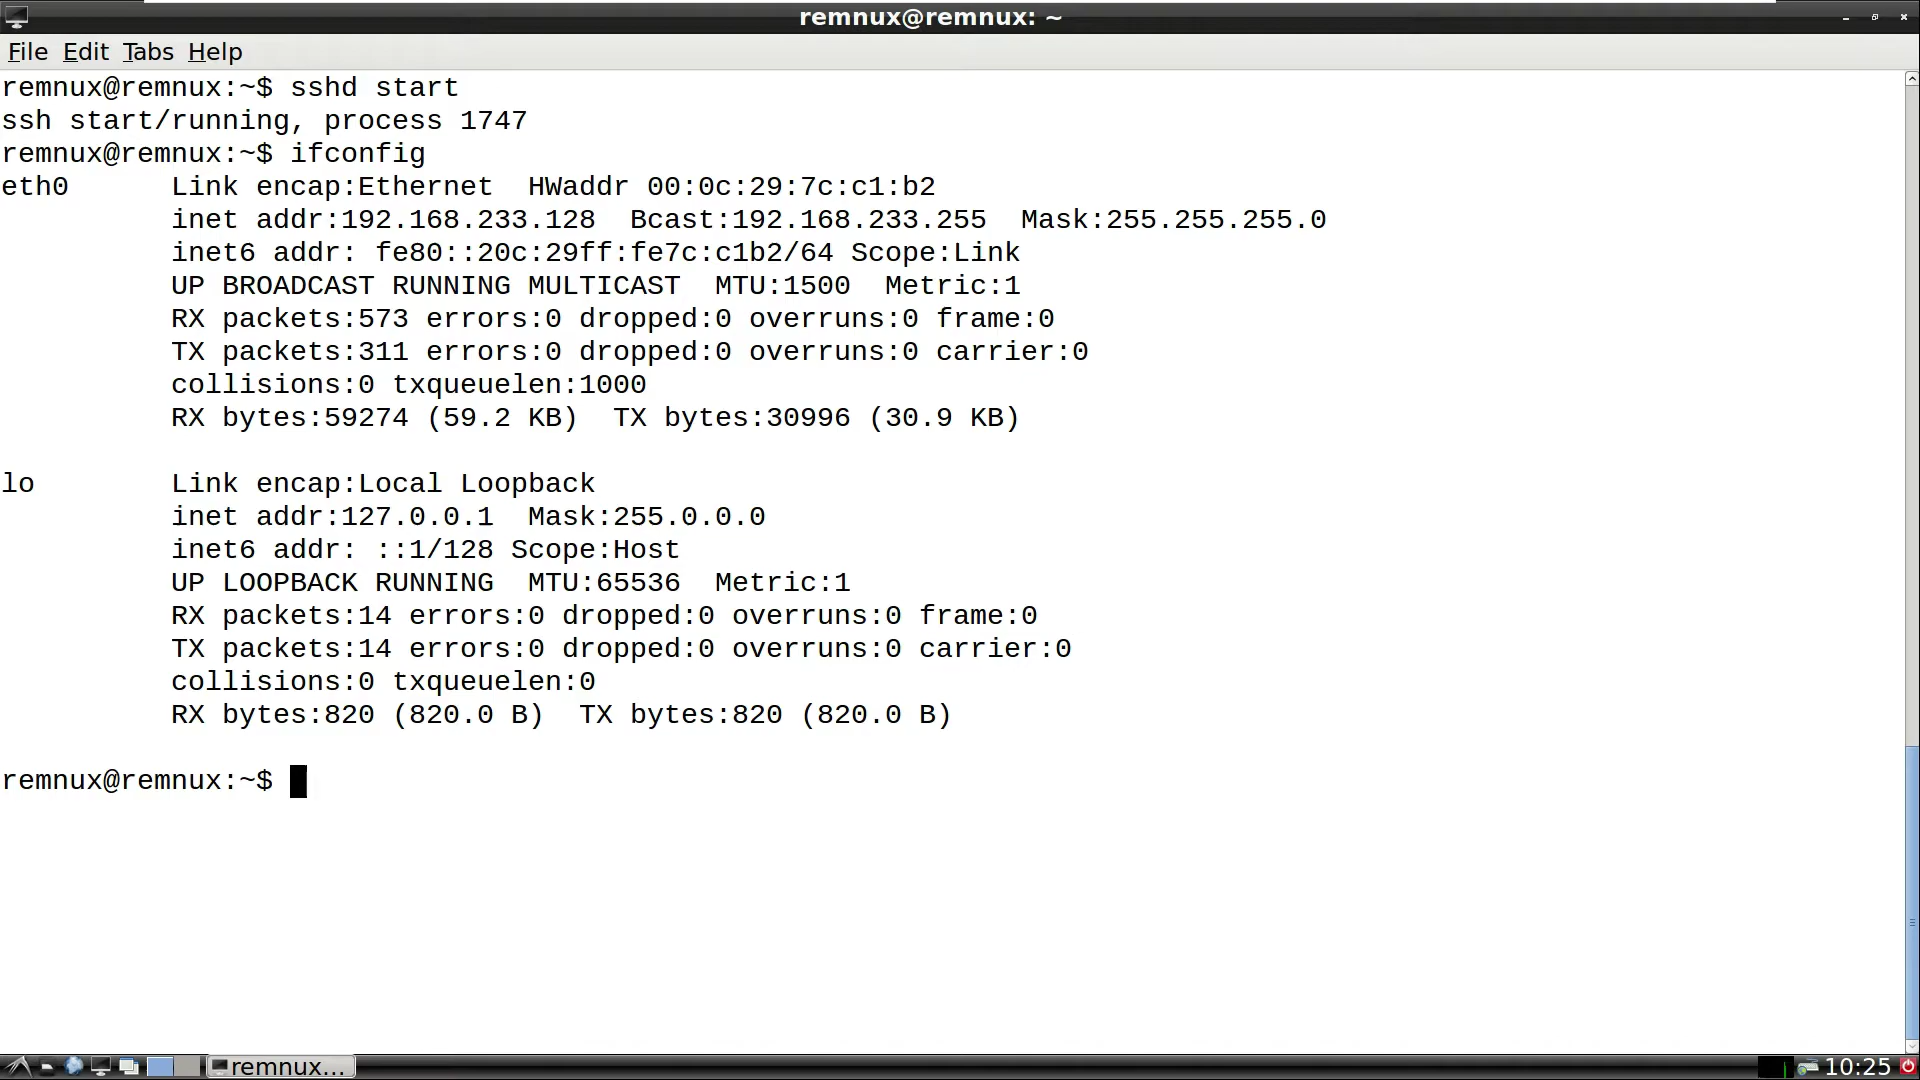 remnux@remnux: ~
File Edit Tabs Help
remnux@remnux:~$ sshd start
ssh start/running, process 1747
remnux@remnux:~$ ifconfig
eth0      Link encap:Ethernet  HWaddr 00:0c:29:7c:c1:b2
          inet addr:192.168.233.128  Bcast:192.168.233.255  Mask:255.255.255.0
          inet6 addr: fe80::20c:29ff:fe7c:c1b2/64 Scope:Link
          UP BROADCAST RUNNING MULTICAST  MTU:1500  Metric:1
          RX packets:573 errors:0 dropped:0 overruns:0 frame:0
          TX packets:311 errors:0 dropped:0 overruns:0 carrier:0
          collisions:0 txqueuelen:1000
          RX bytes:59274 (59.2 KB)  TX bytes:30996 (30.9 KB)
lo        Link encap:Local Loopback
          inet addr:127.0.0.1  Mask:255.0.0.0
          inet6 addr: ::1/128 Scope:Host
          UP LOOPBACK RUNNING  MTU:65536  Metric:1
          RX packets:14 errors:0 dropped:0 overruns:0 frame:0
          TX packets:14 errors:0 dropped:0 overruns:0 carrier:0
          collisions:0 txqueuelen:0
          RX bytes:820 (820.0 B)  TX bytes:820 (820.0 B)
remnux@remnux:~$
remnux... 10:25